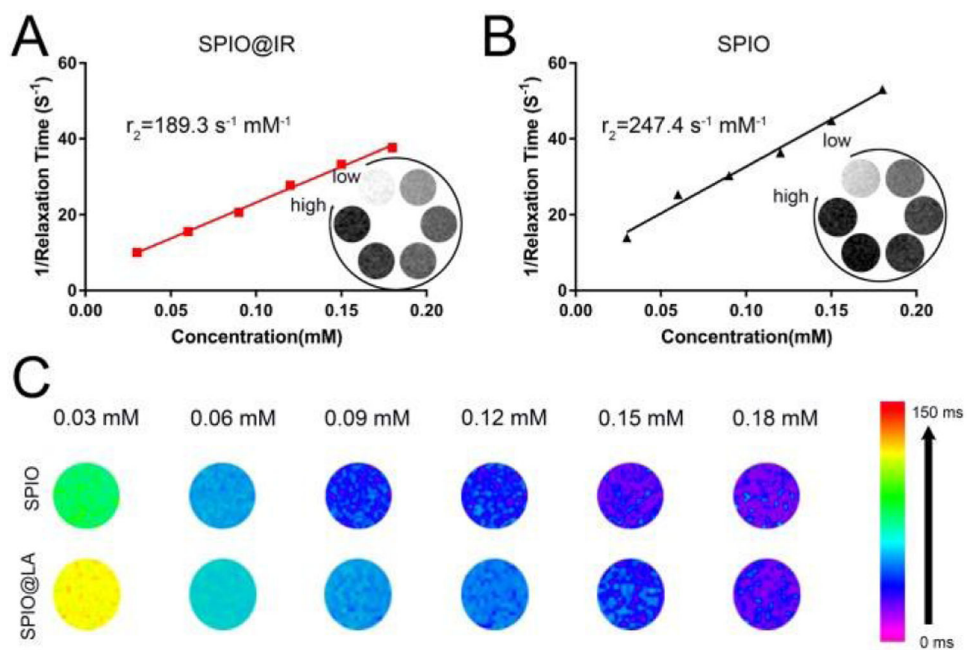 A
SPIO@IR
1/Relaxation Time (S⁻¹)
60
40
20
0
r₂=189.3 s⁻¹ mM⁻¹
low
high
0.00 0.05 0.10 0.15 0.20
Concentration(mM)
B
SPIO
1/Relaxation Time (S⁻¹)
60
40
20
0
r₂=247.4 s⁻¹ mM⁻¹
low
high
0.00 0.05 0.10 0.15 0.20
Concentration(mM)
C
0.03 mM 0.06 mM 0.09 mM 0.12 mM 0.15 mM 0.18 mM
SPIO
SPIO@LA
150 ms
0 ms